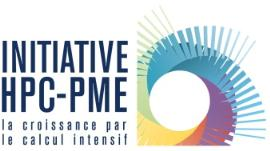 INITIATIVE
HPC-PME
la croissance par
le calcul intensif